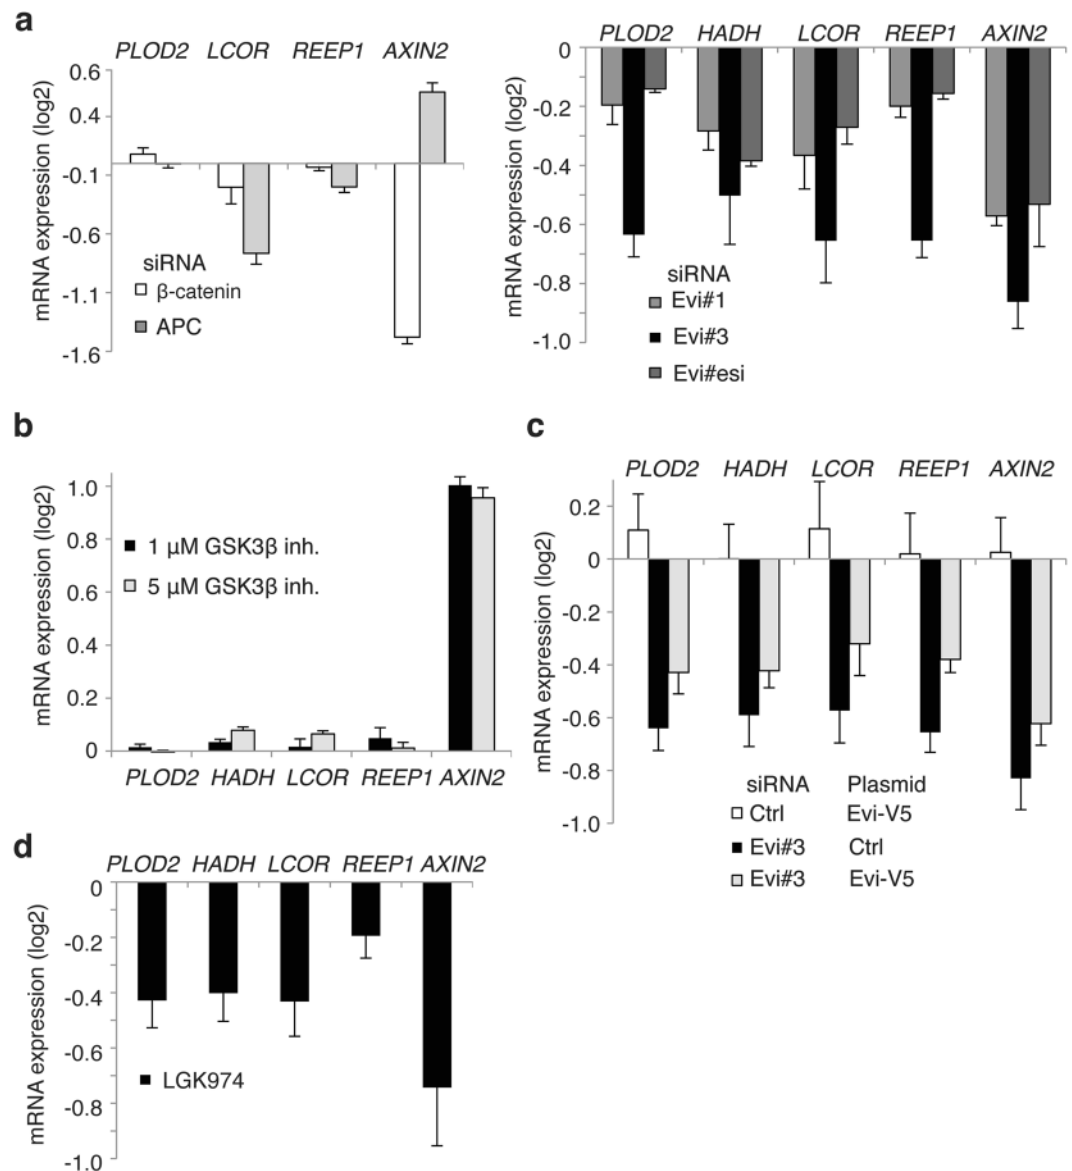 a
PLOD2 LCOR REEP1 AXIN2
mRNA expression (log2)
0.6
0.4
-0.1
-0.6
-1.1
-1.6
siRNA
β-catenin
APC
PLOD2 HADH LCOR REEP1 AXIN2
mRNA expression (log2)
0
-0.2
-0.4
-0.6
-0.8
-1.0
siRNA
Evi#1
Evi#3
Evi#esi
b
mRNA expression (log2)
1.0
0.8
0.6
0.4
0.2
0
1 µM GSK3β inh.
5 µM GSK3β inh.
PLOD2 HADH LCOR REEP1 AXIN2
c
PLOD2 HADH LCOR REEP1 AXIN2
mRNA expression (log2)
0.2
0
-0.2
-0.4
-0.6
-0.8
-1.0
siRNA Plasmid
Ctrl Evi-V5
Evi#3 Ctrl
Evi#3 Evi-V5
d
PLOD2 HADH LCOR REEP1 AXIN2
mRNA expression (log2)
0
-0.2
-0.4
-0.6
-0.8
-1.0
LGK974